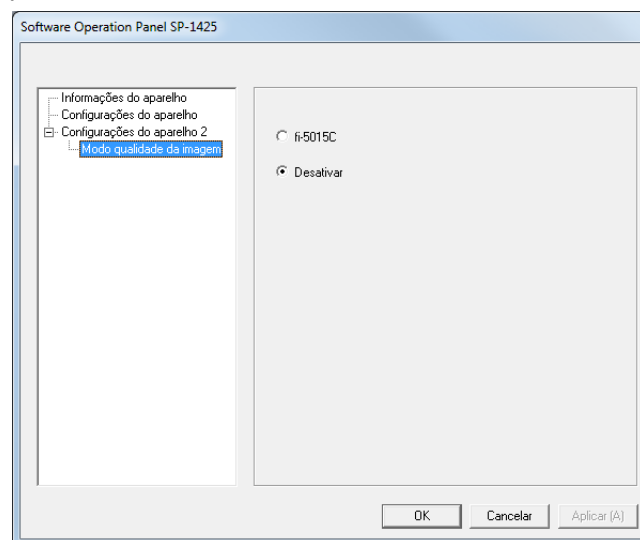 Software Operation Panel SP-1425
Informações do aparelho
Configurações do aparelho
Configurações do aparelho 2
Modo qualidade da imagem
fi-5015C
Desativar
OK
Cancelar
Aplicar (A)